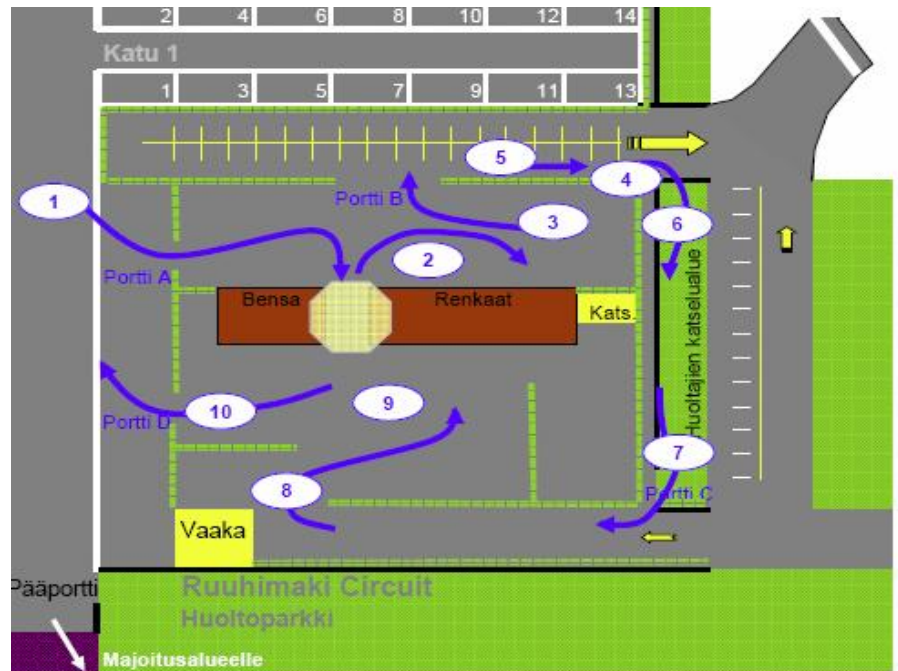 2 4 6 8 10 12 14
Katu 1
1 3 5 7 9 11 13
5
4
1
Portti B
3
6
2
Portti A
Bensa
Renkaat
Kats.
Huoltajien katselualue
10
9
Portti D
7
8
Portti C
Vaaka
Pääportti
Ruuhimaki Circuit
Huoltoparkki
Majoitusalueelle